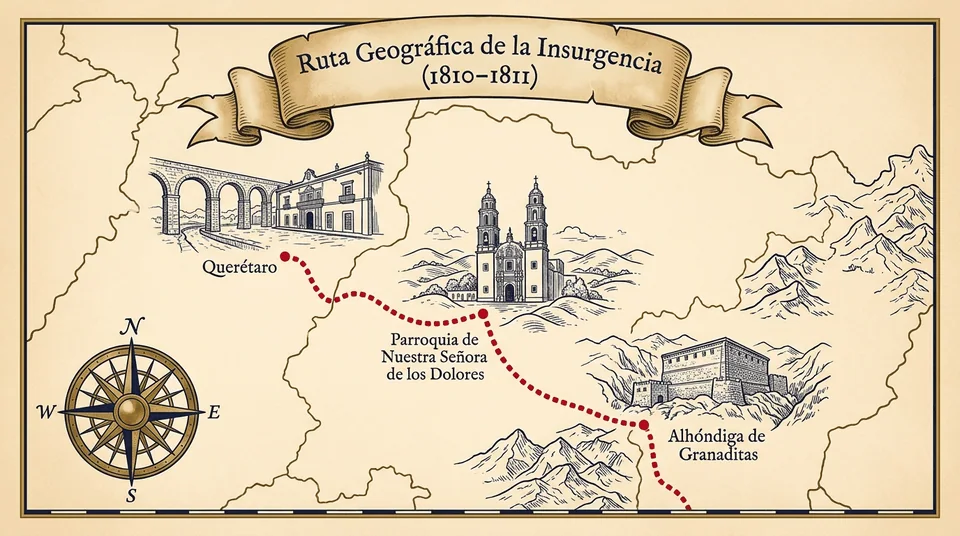 Ruta Geográfica de la Insurgencia
(1810–1811)
Querétaro
Parroquia de
Nuestra Señora
de los Dolores
Alhóndiga de
Granaditas
N
W
E
S